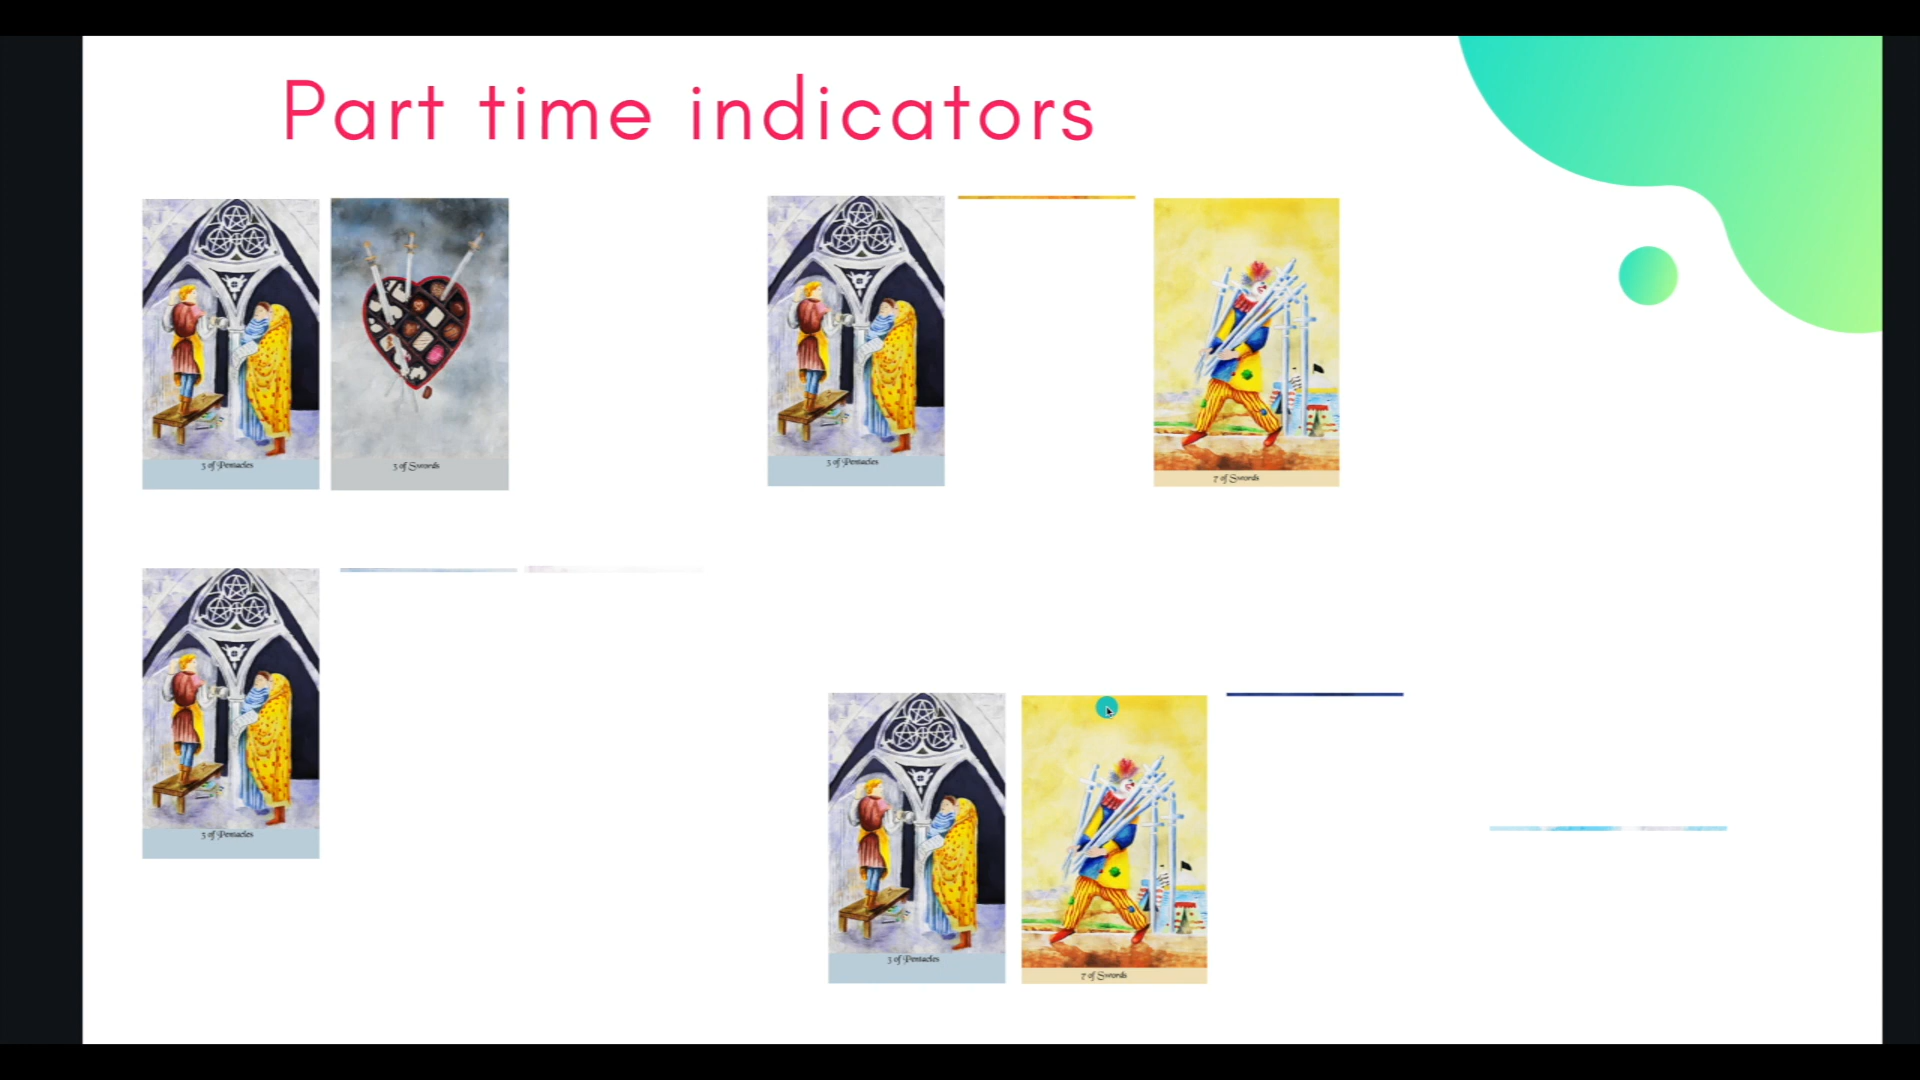 Part time indicators
3 of Pentacles
3 of Swords
3 of Pentacles
7 of Swords
3 of Pentacles
3 of Pentacles
7 of Swords